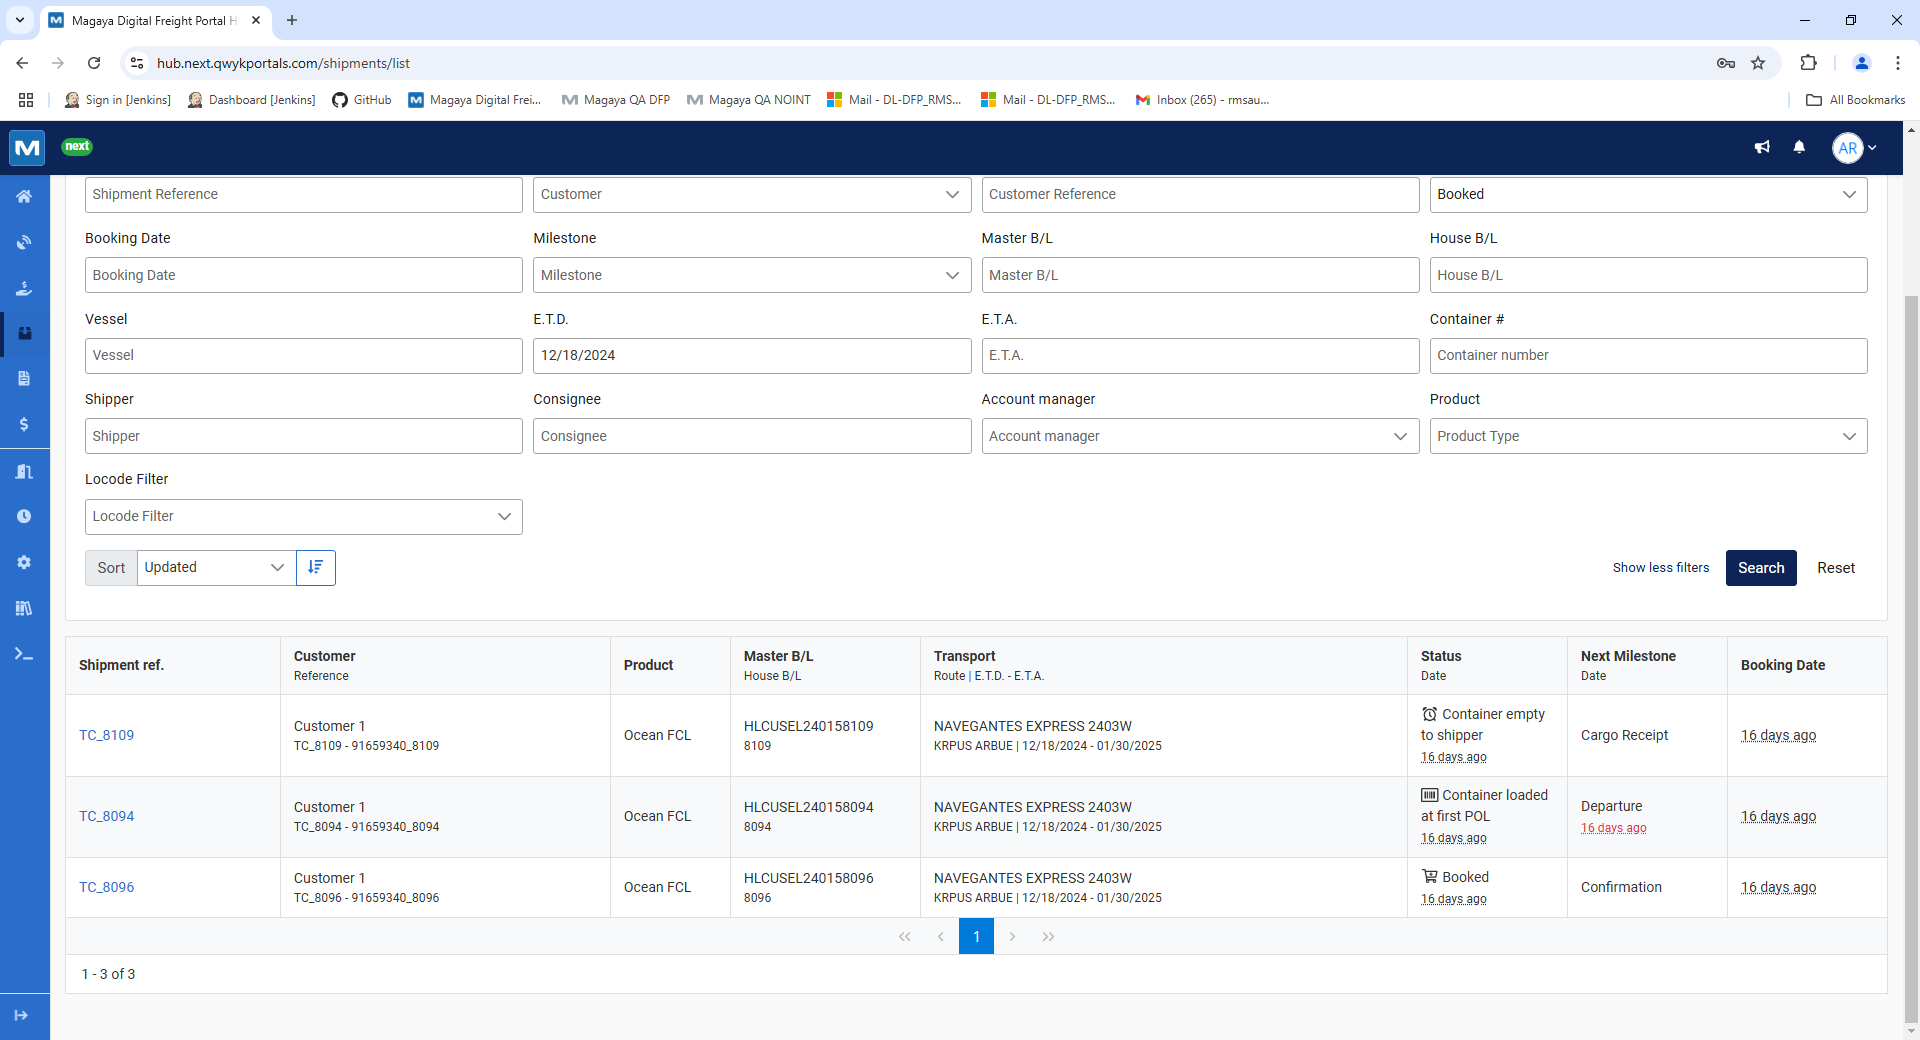 Magaya Digital Freight Portal H
hub.next.qwykportals.com/shipments/list
Sign in [Jenkins]
Dashboard [Jenkins]
GitHub
Magaya Digital Frei...
Magaya QA DFP
Magaya QA NOINT
Mail - DL-DFP_RMS...
Mail - DL-DFP_RMS...
Inbox (265) - rmsau...
All Bookmarks
M
next
AR
Shipment Reference
Customer
Customer Reference
Booked
Booking Date
Milestone
Master B/L
House B/L
Booking Date
Milestone
Master B/L
House B/L
Vessel
E.T.D.
E.T.A.
Container #
Vessel
12/18/2024
E.T.A.
Container number
Shipper
Consignee
Account manager
Product
Shipper
Consignee
Account manager
Product Type
Locode Filter
Locode Filter
Sort
Updated
Show less filters
Search
Reset
Shipment ref.
Customer
Reference
Product
Master B/L
House B/L
Transport
Route | E.T.D. - E.T.A.
Status
Date
Next Milestone
Date
Booking Date
TC_8109
Customer 1
TC_8109 - 91659340_8109
Ocean FCL
HLCUSEL240158109
8109
NAVEGANTES EXPRESS 2403W
KRPUS ARBUE | 12/18/2024 - 01/30/2025
Container empty
to shipper
16 days ago
Cargo Receipt
16 days ago
TC_8094
Customer 1
TC_8094 - 91659340_8094
Ocean FCL
HLCUSEL240158094
8094
NAVEGANTES EXPRESS 2403W
KRPUS ARBUE | 12/18/2024 - 01/30/2025
Container loaded
at first POL
16 days ago
Departure
16 days ago
16 days ago
TC_8096
Customer 1
TC_8096 - 91659340_8096
Ocean FCL
HLCUSEL240158096
8096
NAVEGANTES EXPRESS 2403W
KRPUS ARBUE | 12/18/2024 - 01/30/2025
Booked
16 days ago
Confirmation
16 days ago
1
1 - 3 of 3